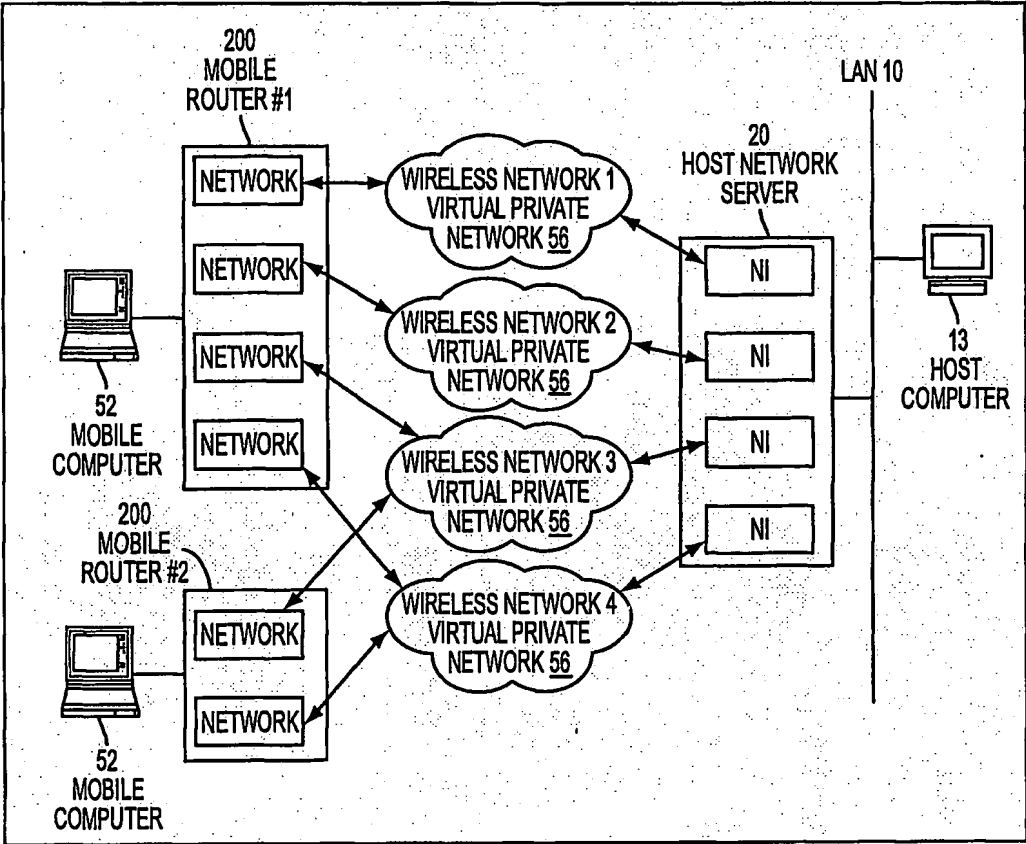 200
MOBILE
ROUTER #1
NETWORK
NETWORK
NETWORK
NETWORK
52
MOBILE
COMPUTER
200
MOBILE
ROUTER #2
NETWORK
NETWORK
52
MOBILE
COMPUTER
WIRELESS NETWORK 1
VIRTUAL PRIVATE
NETWORK 56
WIRELESS NETWORK 2
VIRTUAL PRIVATE
NETWORK 56
WIRELESS NETWORK 3
VIRTUAL PRIVATE
NETWORK 56
WIRELESS NETWORK 4
VIRTUAL PRIVATE
NETWORK 56
20
HOST NETWORK
SERVER
NI
NI
NI
NI
LAN 10
13
HOST
COMPUTER